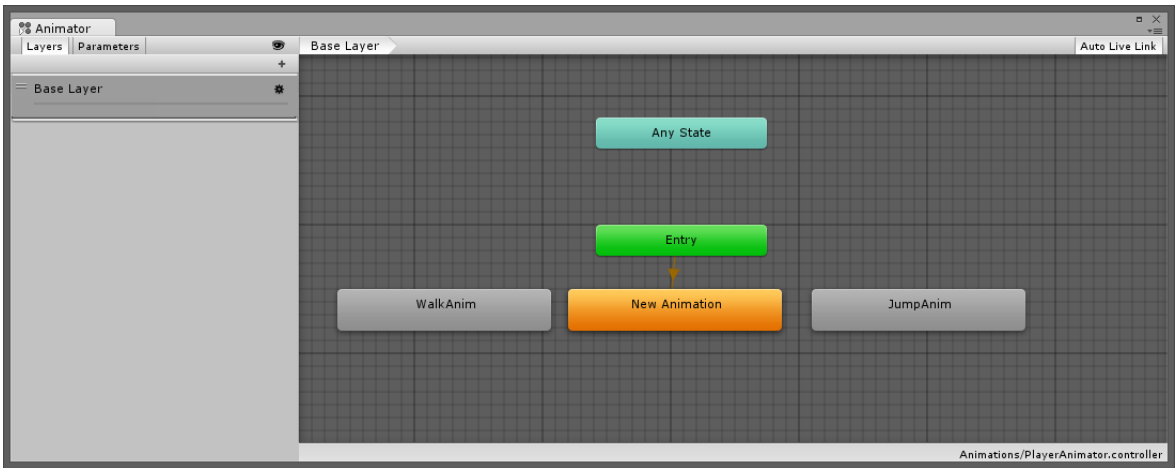 Animator
Layers Parameters
Base Layer
Auto Live Link
+
Base Layer
Any State
Entry
WalkAnim
New Animation
JumpAnim
Animations/PlayerAnimator.controller